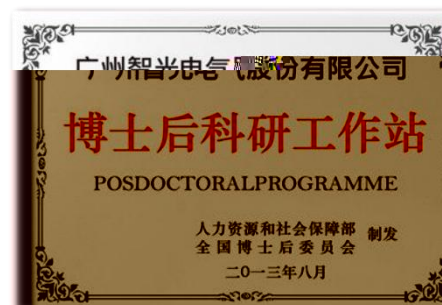 广州智光电气股份有限公司
博士后科研工作站
POSDOCTORALPROGRAMME
人力资源和社会保障部
全国博士后委员会
制发
二〇一三年八月